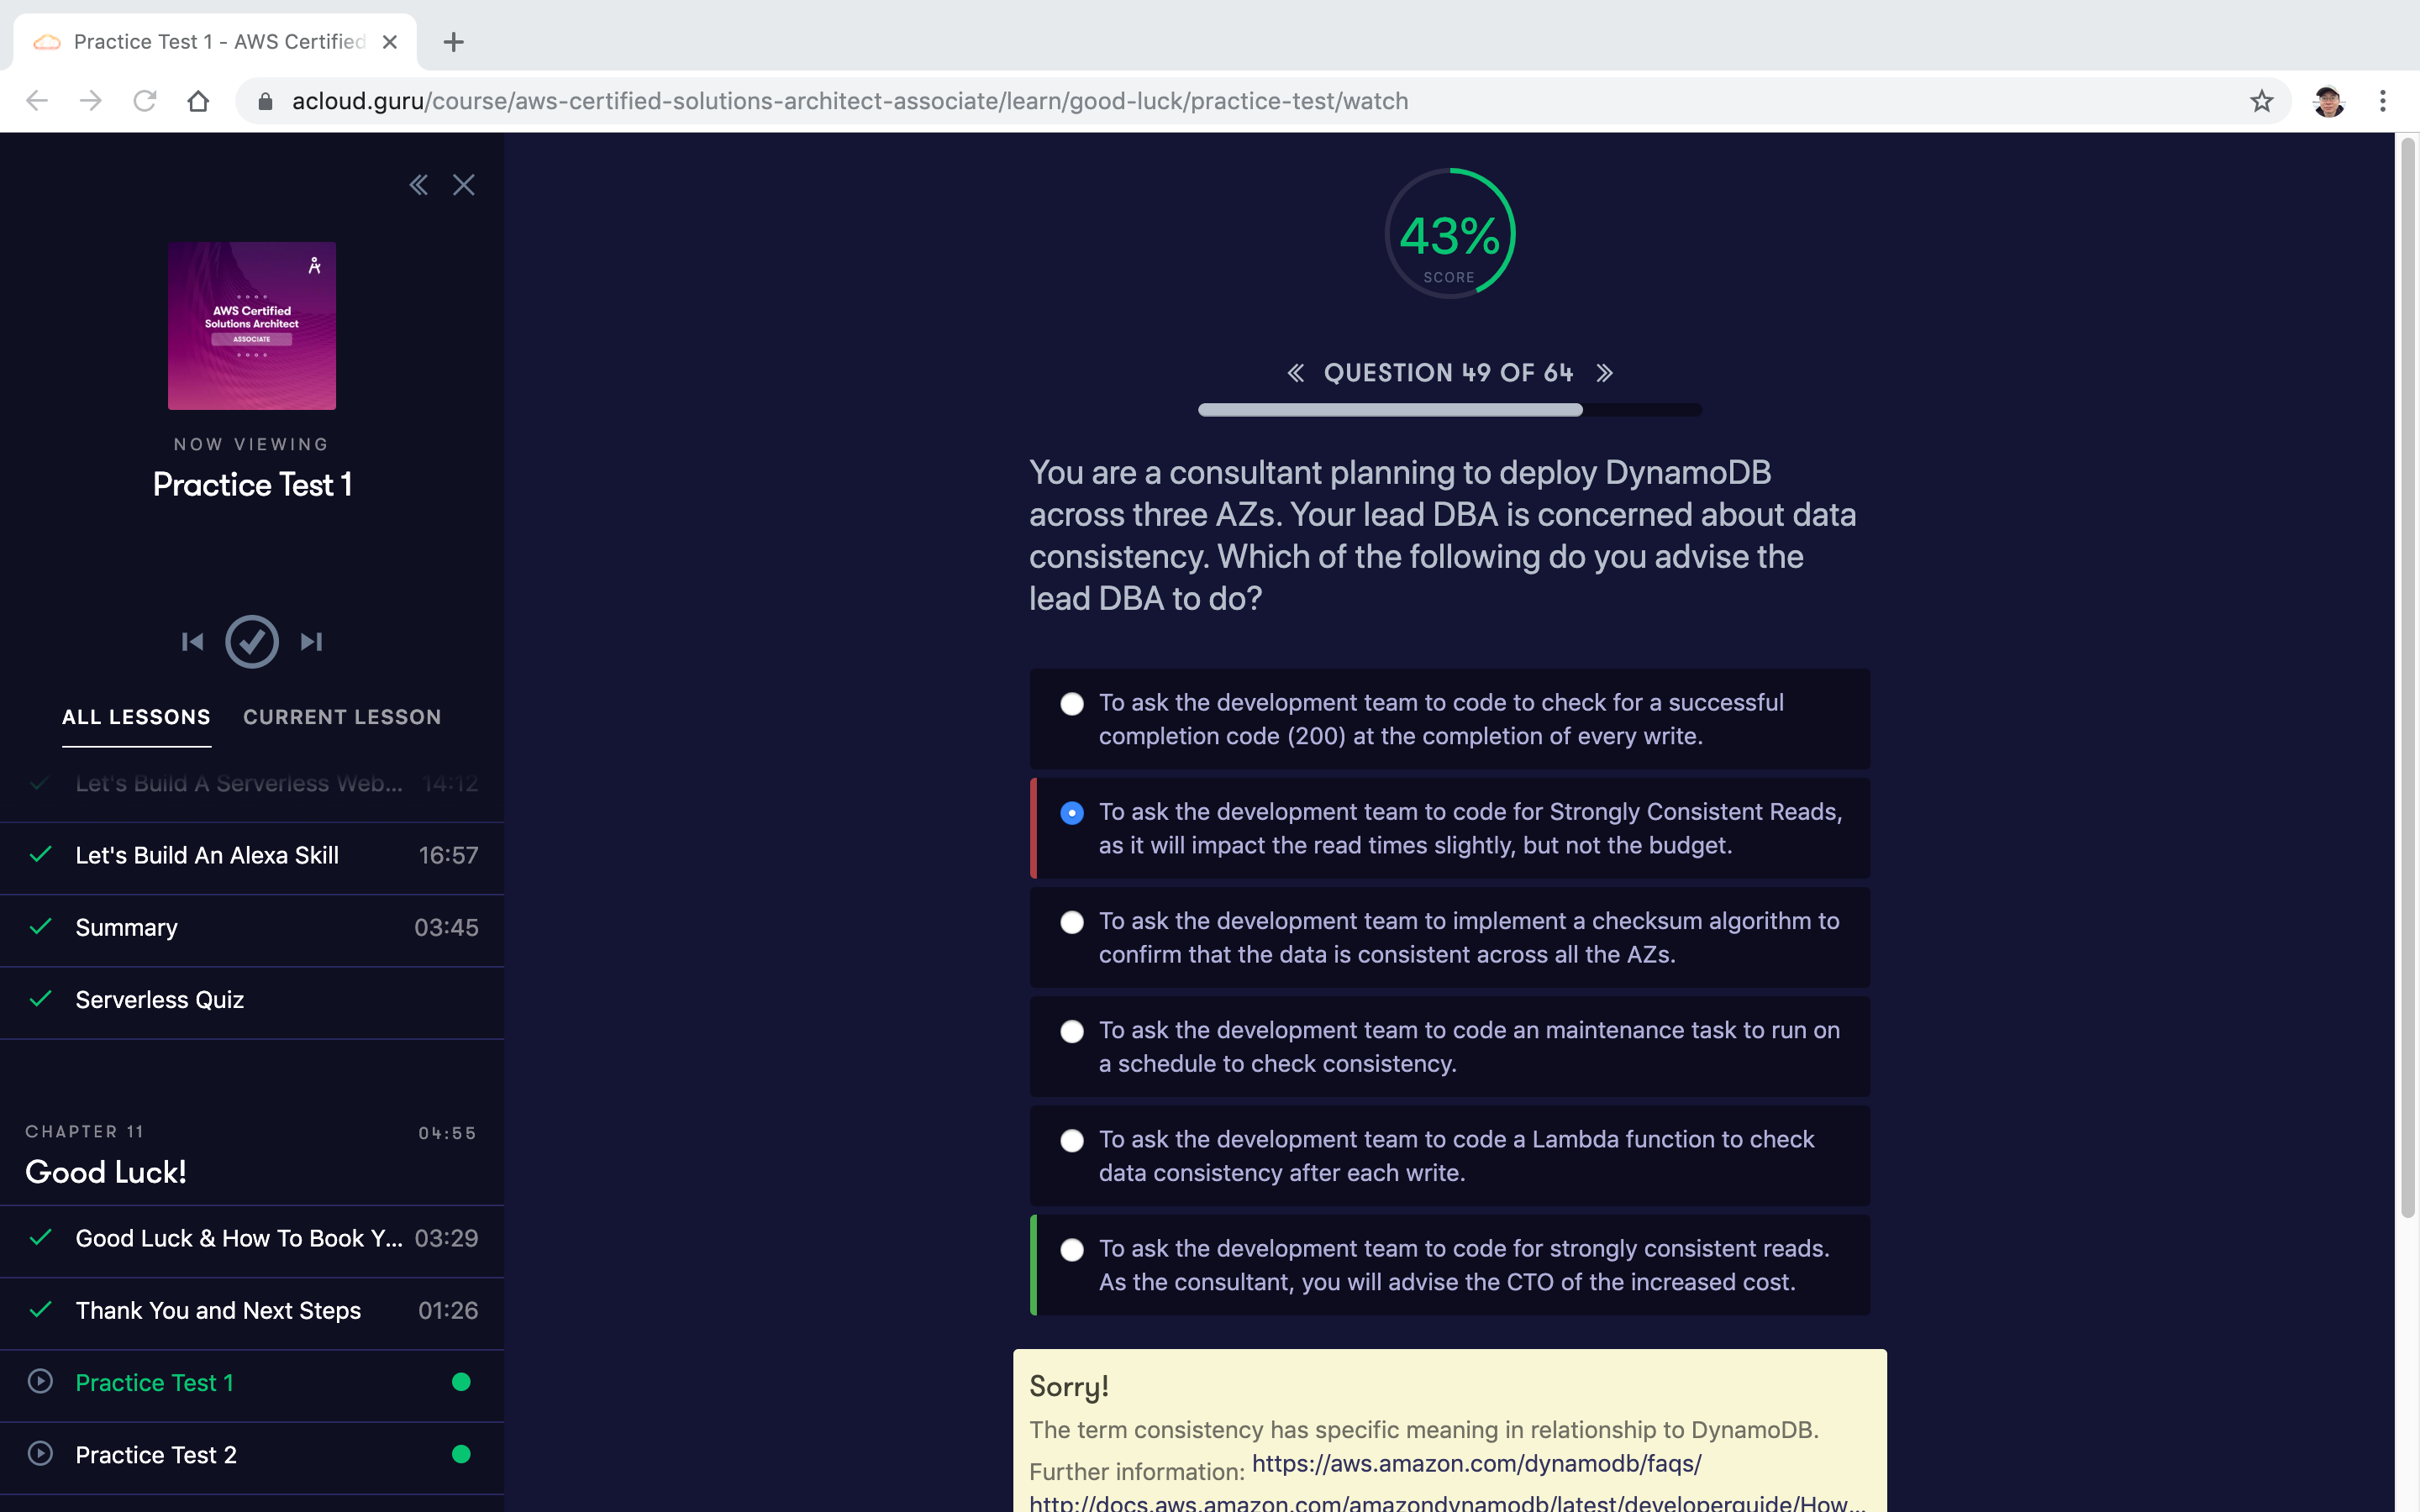 Practice Test 1 - AWS Certified
acloud.guru/course/aws-certified-solutions-architect-associate/learn/good-luck/practice-test/watch
AWS Certified
Solutions Architect
ASSOCIATE
NOW VIEWING
Practice Test 1
ALL LESSONS
CURRENT LESSON
Let's Build A Serverless Web... 14:12
Let's Build An Alexa Skill 16:57
Summary 03:45
Serverless Quiz
CHAPTER 11 04:55
Good Luck!
Good Luck & How To Book Y... 03:29
Thank You and Next Steps 01:26
Practice Test 1
Practice Test 2
43%
SCORE
QUESTION 49 OF 64
You are a consultant planning to deploy DynamoDB
across three AZs. Your lead DBA is concerned about data
consistency. Which of the following do you advise the
lead DBA to do?
To ask the development team to code to check for a successful
completion code (200) at the completion of every write.
To ask the development team to code for Strongly Consistent Reads,
as it will impact the read times slightly, but not the budget.
To ask the development team to implement a checksum algorithm to
confirm that the data is consistent across all the AZs.
To ask the development team to code an maintenance task to run on
a schedule to check consistency.
To ask the development team to code a Lambda function to check
data consistency after each write.
To ask the development team to code for strongly consistent reads.
As the consultant, you will advise the CTO of the increased cost.
Sorry!
The term consistency has specific meaning in relationship to DynamoDB.
Further information: https://aws.amazon.com/dynamodb/faqs/
http://docs.aws.amazon.com/amazondynamodb/latest/developerguide/How...